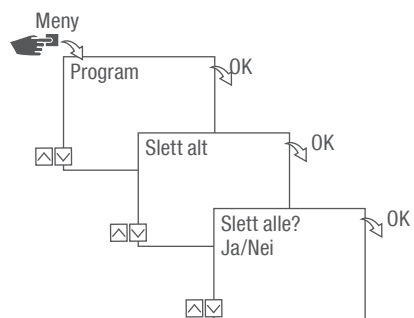 Meny
OK
Program
OK
Slett alt
OK
Slett alle?
Ja/Nei